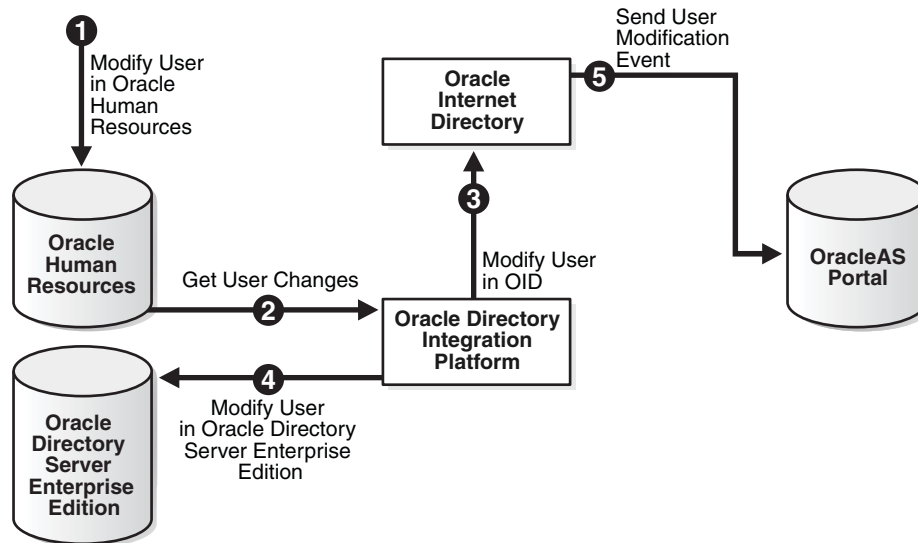 1
Modify User
in Oracle
Human
Resources
Oracle
Human
Resources
Get User Changes
2
Oracle Directory
Integration
Platform
3
Modify User
in OID
Oracle
Internet
Directory
4
Modify User
in Oracle Directory
Server Enterprise
Edition
Oracle
Directory
Server
Enterprise
Edition
Send User
Modification
Event
5
OracleAS
Portal